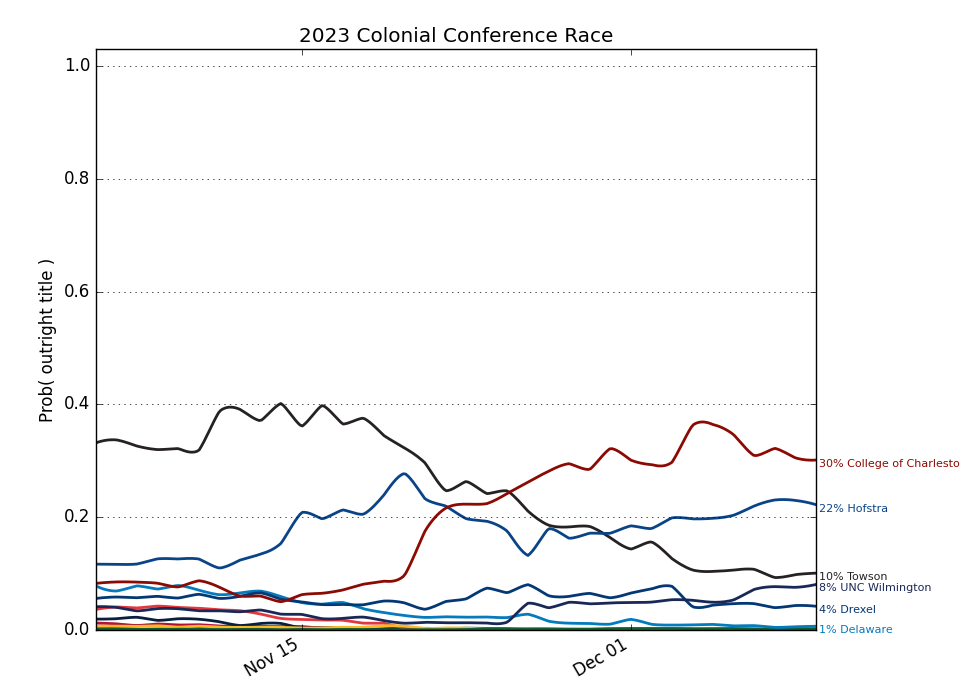 2023 Colonial Conference Race
1.0
0.8
0.6
0.4
0.2
0.0
Prob( outright title )
Nov 15
Dec 01
30% College of Charlesto
22% Hofstra
10% Towson
8% UNC Wilmington
4% Drexel
1% Delaware